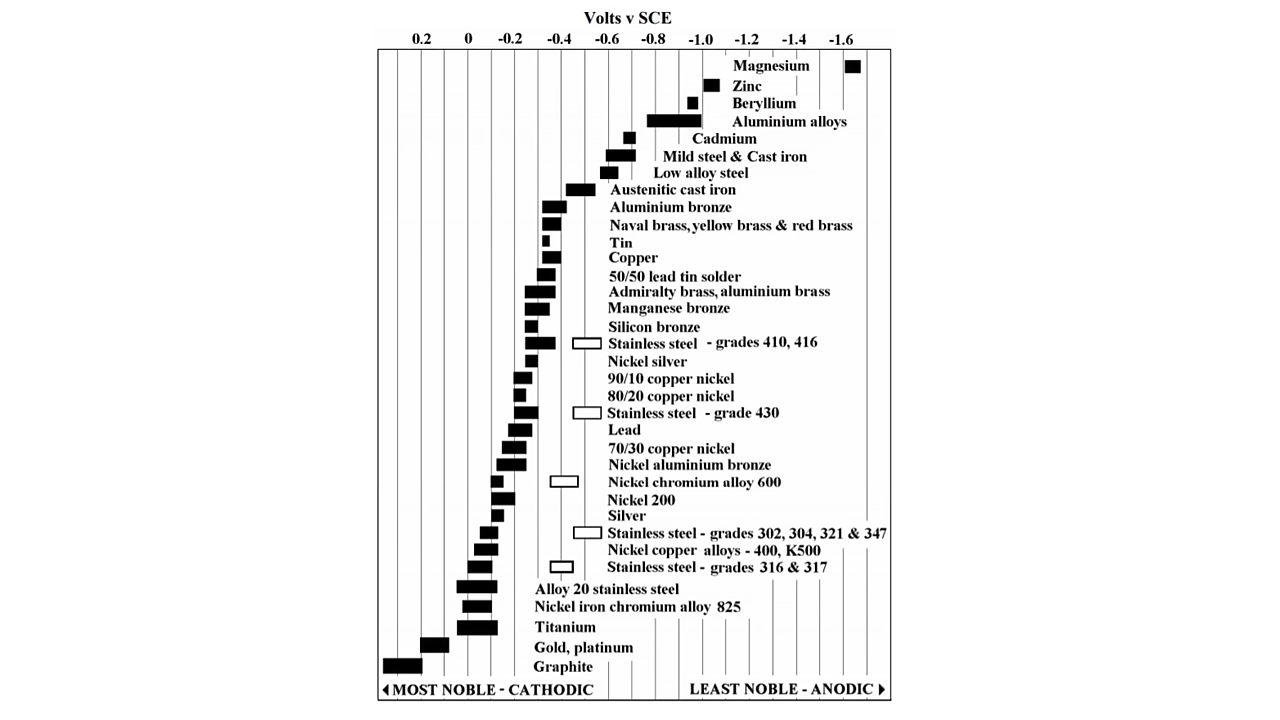 Volts v SCE
0.2 0 -0.2 -0.4 -0.6 -0.8 -1.0 -1.2 -1.4 -1.6
Magnesium
Zinc
Beryllium
Aluminium alloys
Cadmium
Mild steel & Cast iron
Low alloy steel
Austenitic cast iron
Aluminium bronze
Naval brass, yellow brass & red brass
Tin
Copper
50/50 lead tin solder
Admiralty brass, aluminium brass
Manganese bronze
Silicon bronze
Stainless steel - grades 410, 416
Nickel silver
90/10 copper nickel
80/20 copper nickel
Stainless steel - grade 430
Lead
70/30 copper nickel
Nickel aluminium bronze
Nickel chromium alloy 600
Nickel 200
Silver
Stainless steel - grades 302, 304, 321 & 347
Nickel copper alloys - 400, K500
Stainless steel - grades 316 & 317
Alloy 20 stainless steel
Nickel iron chromium alloy 825
Titanium
Gold, platinum
Graphite
MOST NOBLE - CATHODIC LEAST NOBLE - ANODIC